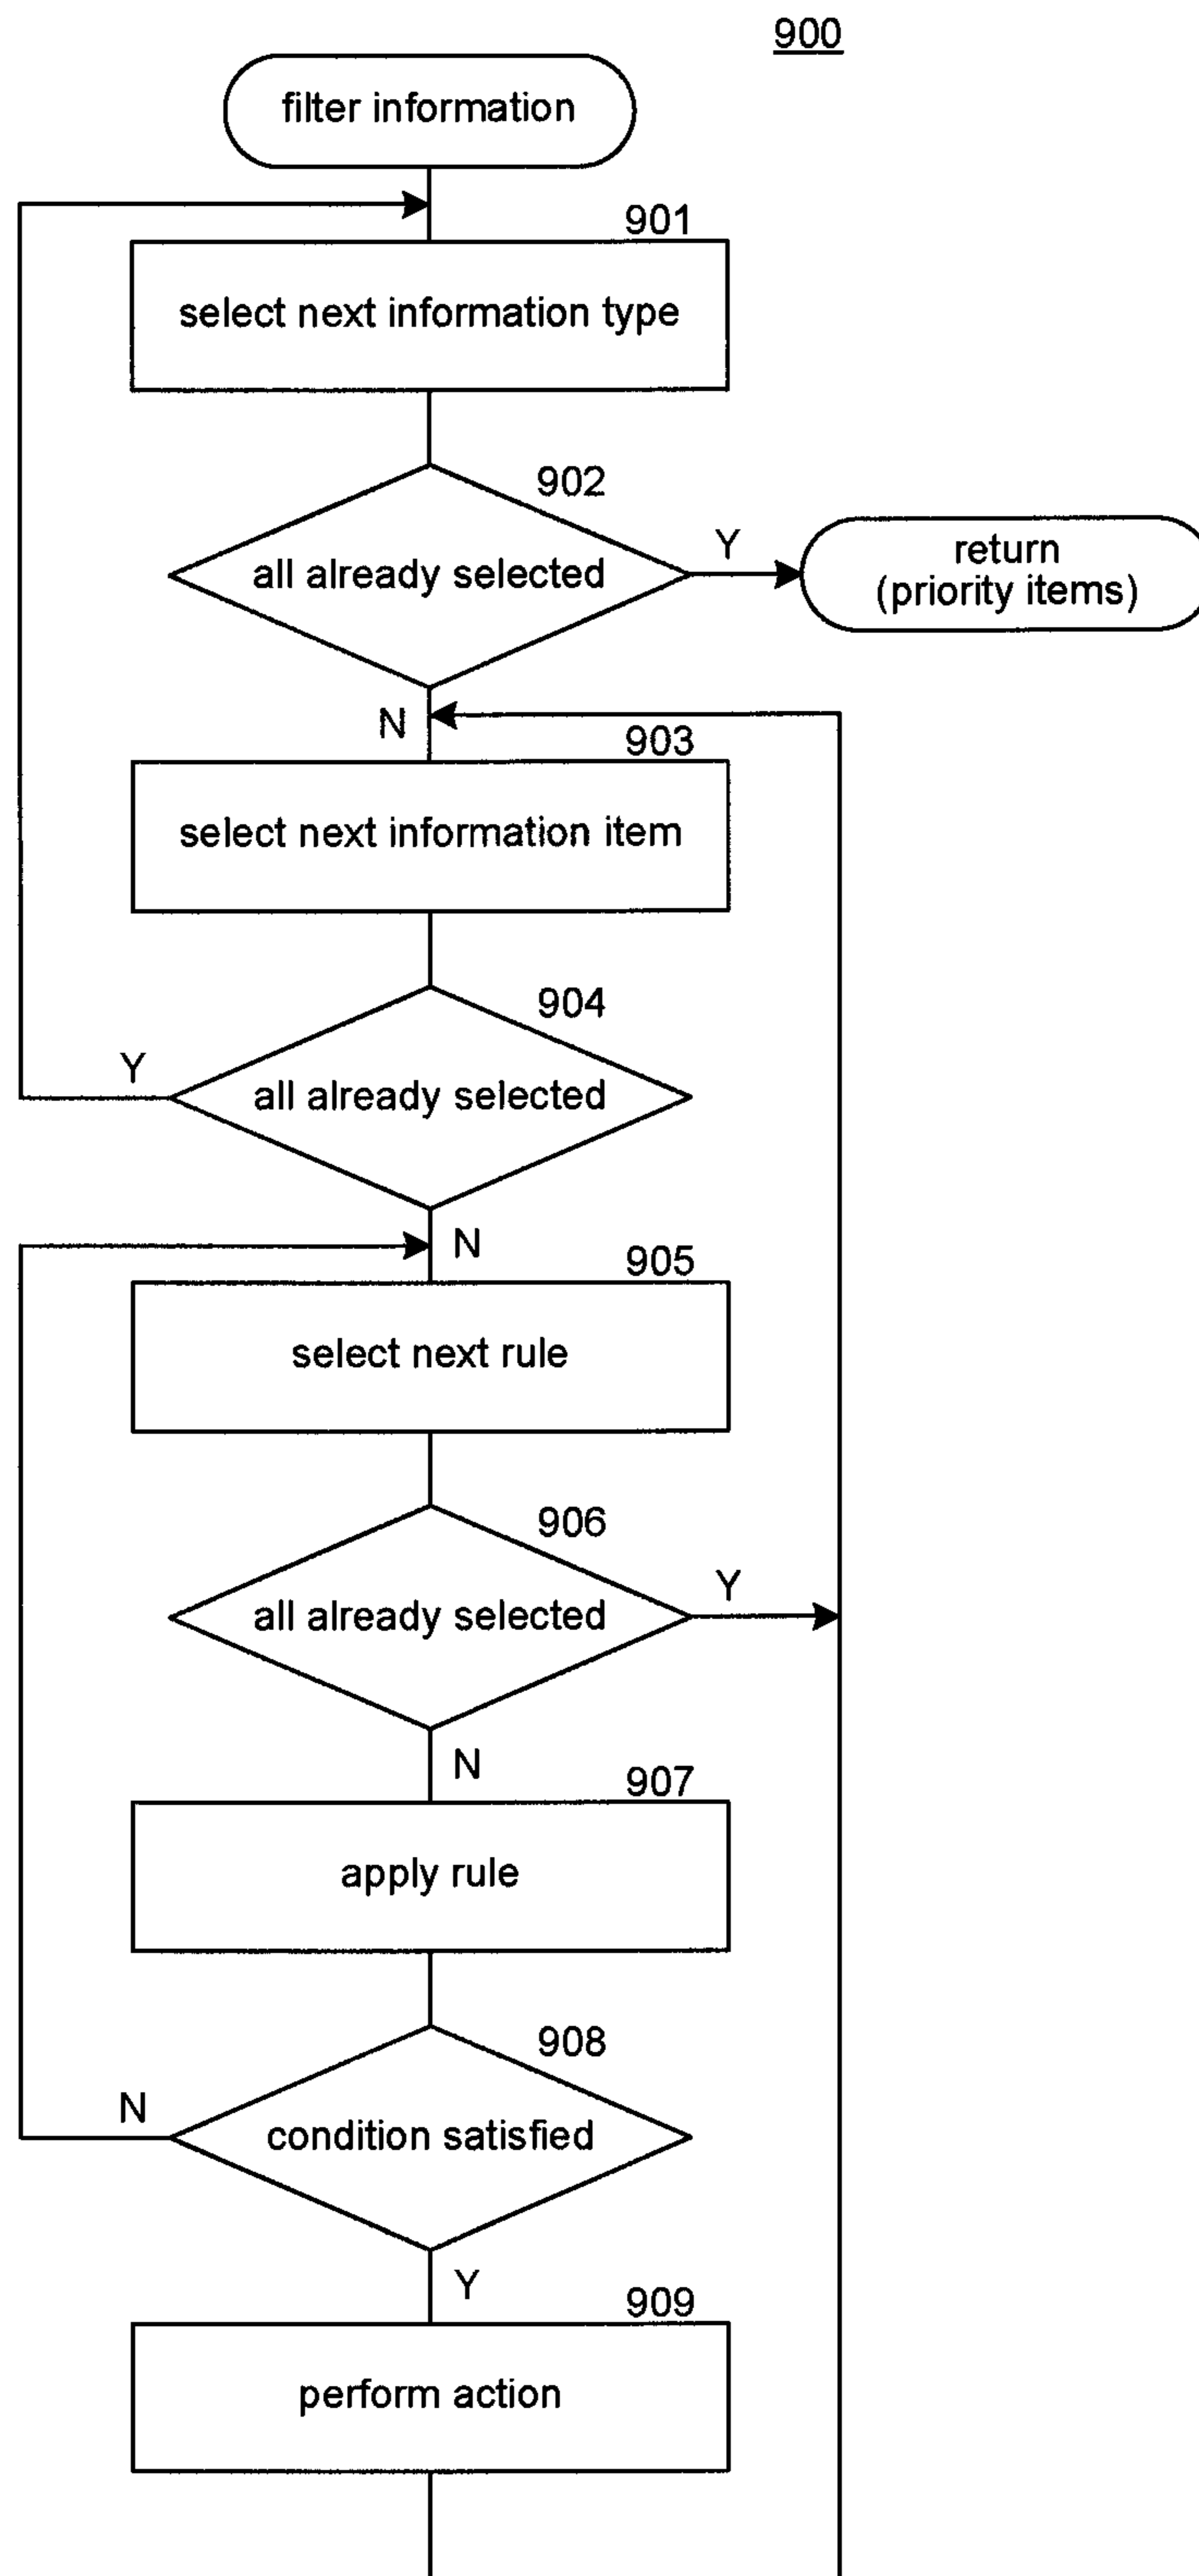 900
filter information
901
select next information type
902
all already selected
Y
return
(priority items)
N
903
select next information item
904
all already selected
Y
N
905
select next rule
906
all already selected
Y
N
907
apply rule
908
condition satisfied
N
Y
909
perform action